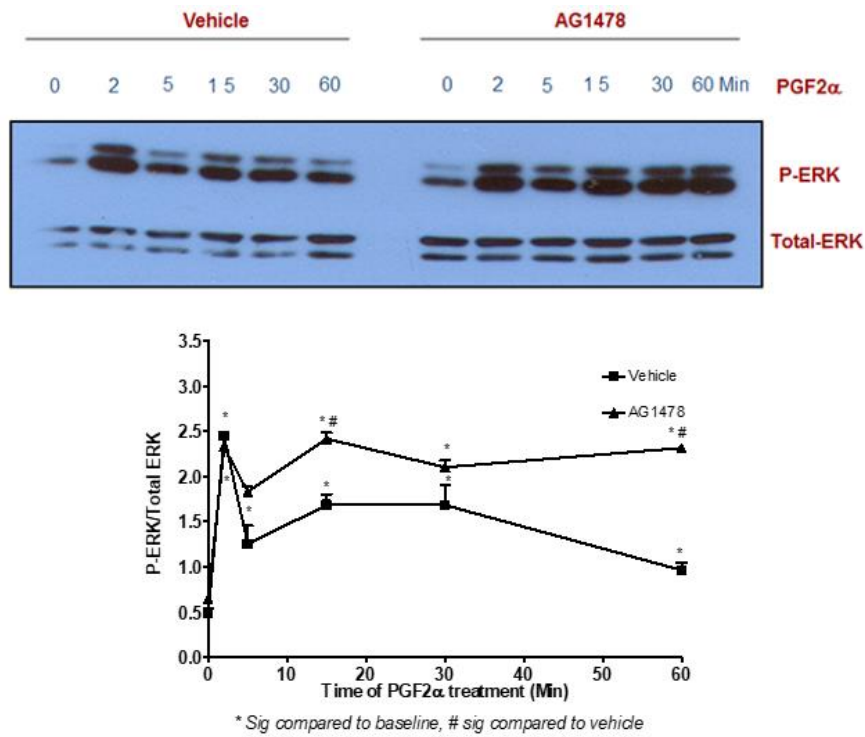 Vehicle AG1478
0 2 5 15 30 60 0 2 5 15 30 60 Min PGF2α
P-ERK
Total-ERK
3.5
3.0
2.5
2.0
1.5
1.0
0.5
0.0
P-ERK/Total ERK
Vehicle
AG1478
*
* #
*
* #
*
*
*
*
*
0 10 20 30 40 50 60
Time of PGF2α treatment (Min)
* Sig compared to baseline, # sig compared to vehicle